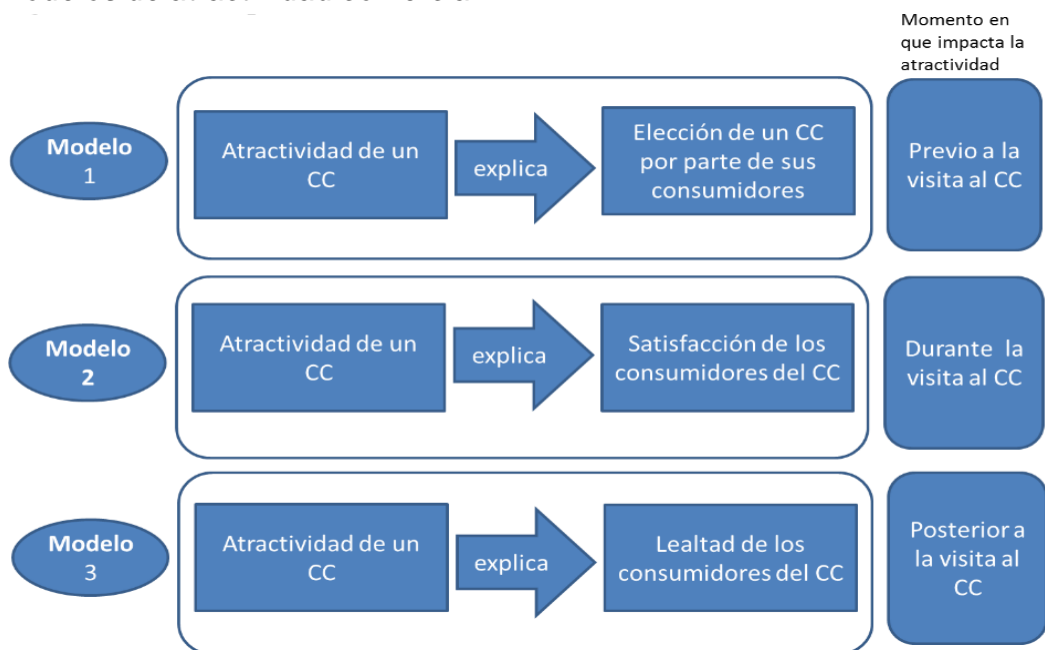 Momento en
que impacta la
atractividad
Modelo
1
Atractividad de un
CC
explica
Elección de un CC
por parte de sus
consumidores
Previo a la
visita al CC
Modelo
2
Atractividad de un
CC
explica
Satisfacción de los
consumidores del CC
Durante la
visita al CC
Modelo
3
Atractividad de un
CC
explica
Lealtad de los
consumidores del CC
Posterior a
la visita al
CC